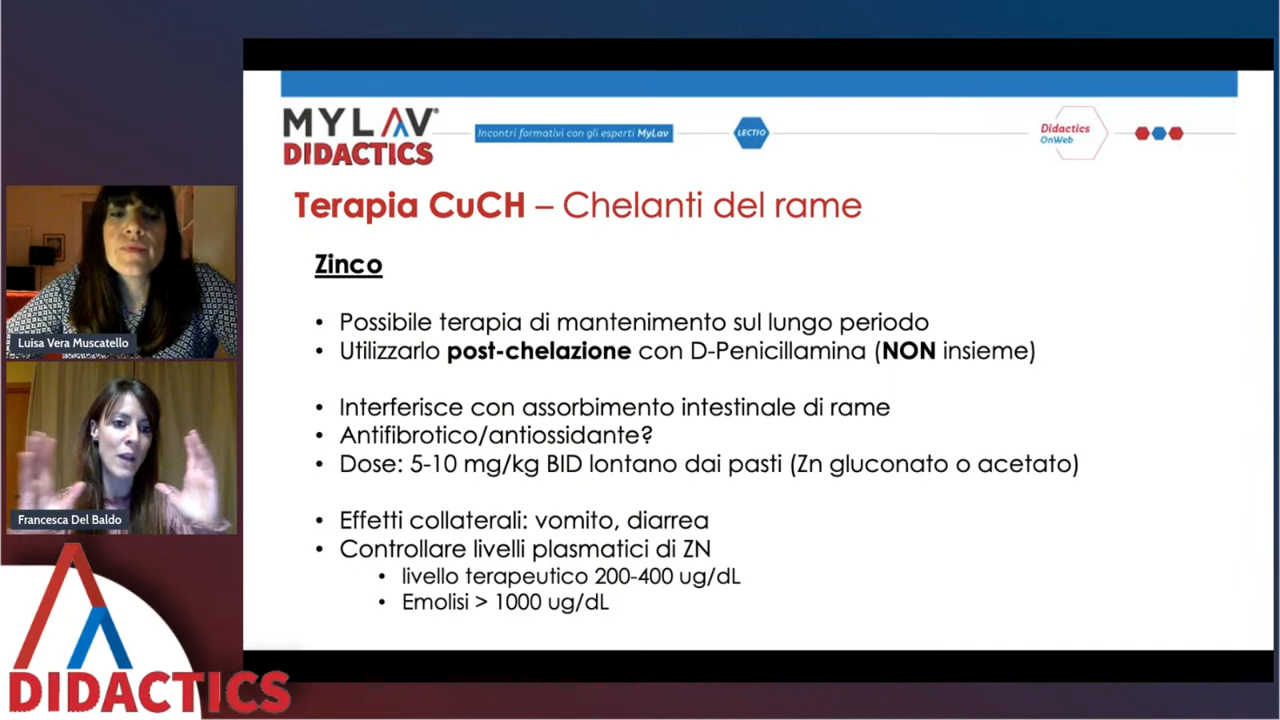 MYLAV®
DIDACTICS
Incontri formativi con gli esperti MyLav
LECTIO
Didactics
OnWeb
Terapia CuCH – Chelanti del rame
Zinco
• Possibile terapia di mantenimento sul lungo periodo
• Utilizzarlo post-chelazione con D-Penicillamina (NON insieme)
• Interferisce con assorbimento intestinale di rame
• Antifibrotico/antiossidante?
• Dose: 5-10 mg/kg BID lontano dai pasti (Zn gluconato o acetato)
• Effetti collaterali: vomito, diarrea
• Controllare livelli plasmatici di ZN
• livello terapeutico 200-400 ug/dL
• Emolisi > 1000 ug/dL
Luisa Vera Muscatello
Francesca Del Baldo
DIDACTICS